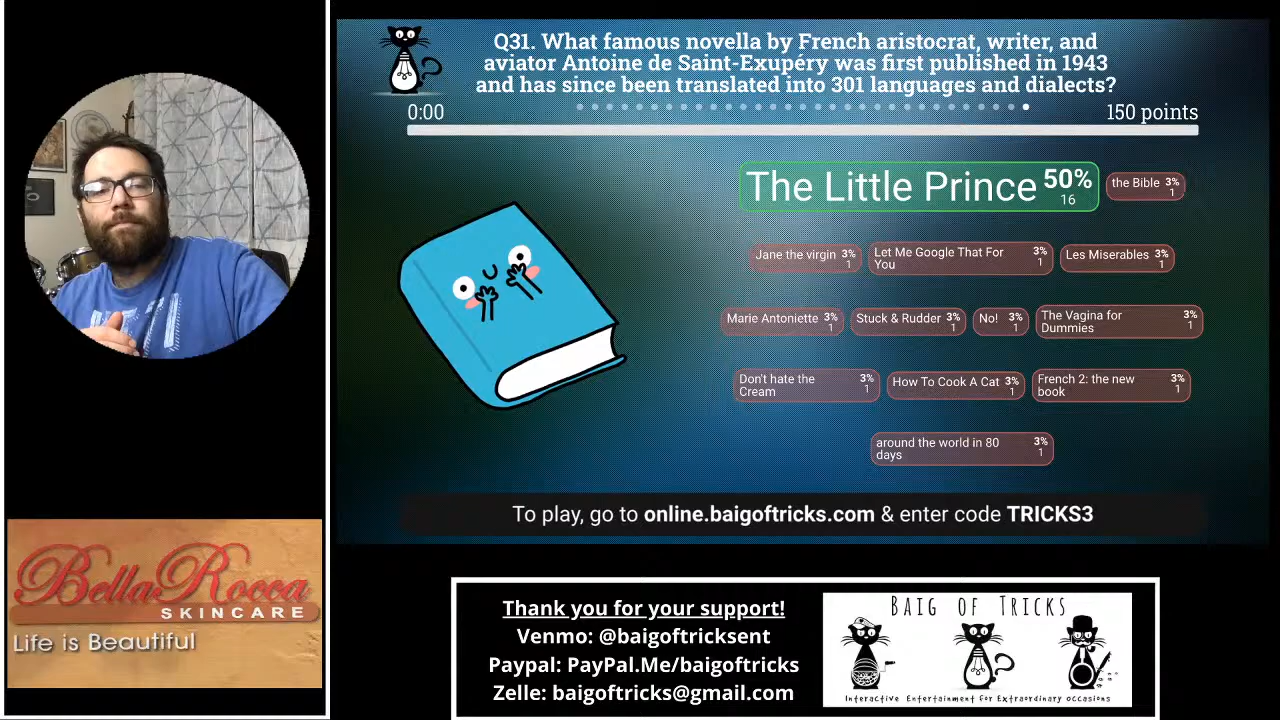 Q31. What famous novella by French aristocrat, writer, and
aviator Antoine de Saint-Exupéry was first published in 1943
and has since been translated into 301 languages and dialects?
0:00
150 points
The Little Prince 50%
16
the Bible 3%
1
Jane the virgin 3%
1
Let Me Google That For
You
3%
1
Les Miserables 3%
1
Marie Antoniette 3%
1
Stuck & Rudder 3%
1
No! 3%
1
The Vagina for
Dummies
3%
1
Don't hate the
Cream
3%
1
How To Cook A Cat 3%
1
French 2: the new
book
3%
1
around the world in 80
days
3%
1
To play, go to online.baigoftricks.com & enter code TRICKS3
BellaRocca
SKINCARE
Life is Beautiful
Thank you for your support!
Venmo: @baigoftricksent
Paypal: PayPal.Me/baigoftricks
Zelle: baigoftricks@gmail.com
BAIG OF TRICKS
Interactive Entertainment for Extraordinary occasions